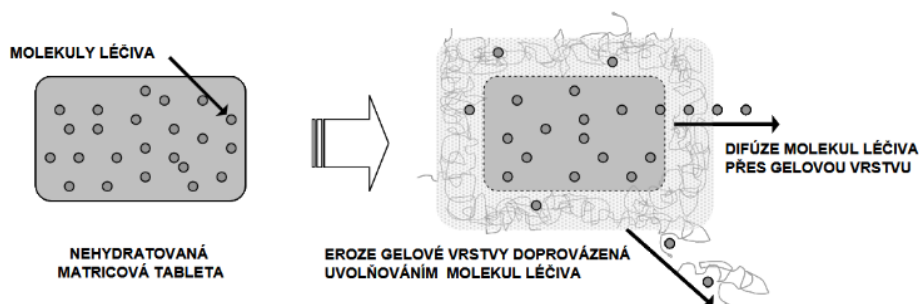 MOLEKULY LÉČIVA
DIFÚZE MOLEKUL LÉČIVA
PŘES GELOVOU VRSTVU
NEHYDRATOVANÁ
MATRICOVÁ TABLETA
EROZE GELOVÉ VRSTVY DOPROVÁZENÁ
UVOLŇOVÁNÍM MOLEKUL LÉČIVA